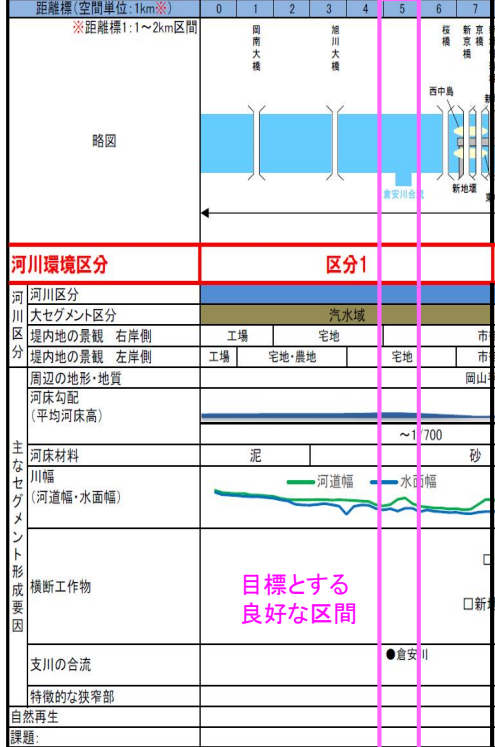 距離標(空間単位:1km※) 0 1 2 3 4 5 6 7
※距離標1:1～2km区間
岡南大橋
旭川大橋
桜橋
新京橋
京橋
西中島
略図
倉安川合流
新地堰
河川環境区分 区分1
河川区分
河川区分
大セグメント区分 汽水域
堤内地の景観 右岸側 工場 宅地 市
堤内地の景観 左岸側 工場 宅地・農地 宅地 市
主なセグメント形成要因
周辺の地形・地質 岡山
河床勾配
(平均河床高)
～1/700
河床材料 泥 砂
川幅
(河道幅・水面幅)
河道幅 水面幅
横断工作物
目標とする
良好な区間
□
□新
支川の合流 ●倉安川
特徴的な狭窄部
自然再生
課題: